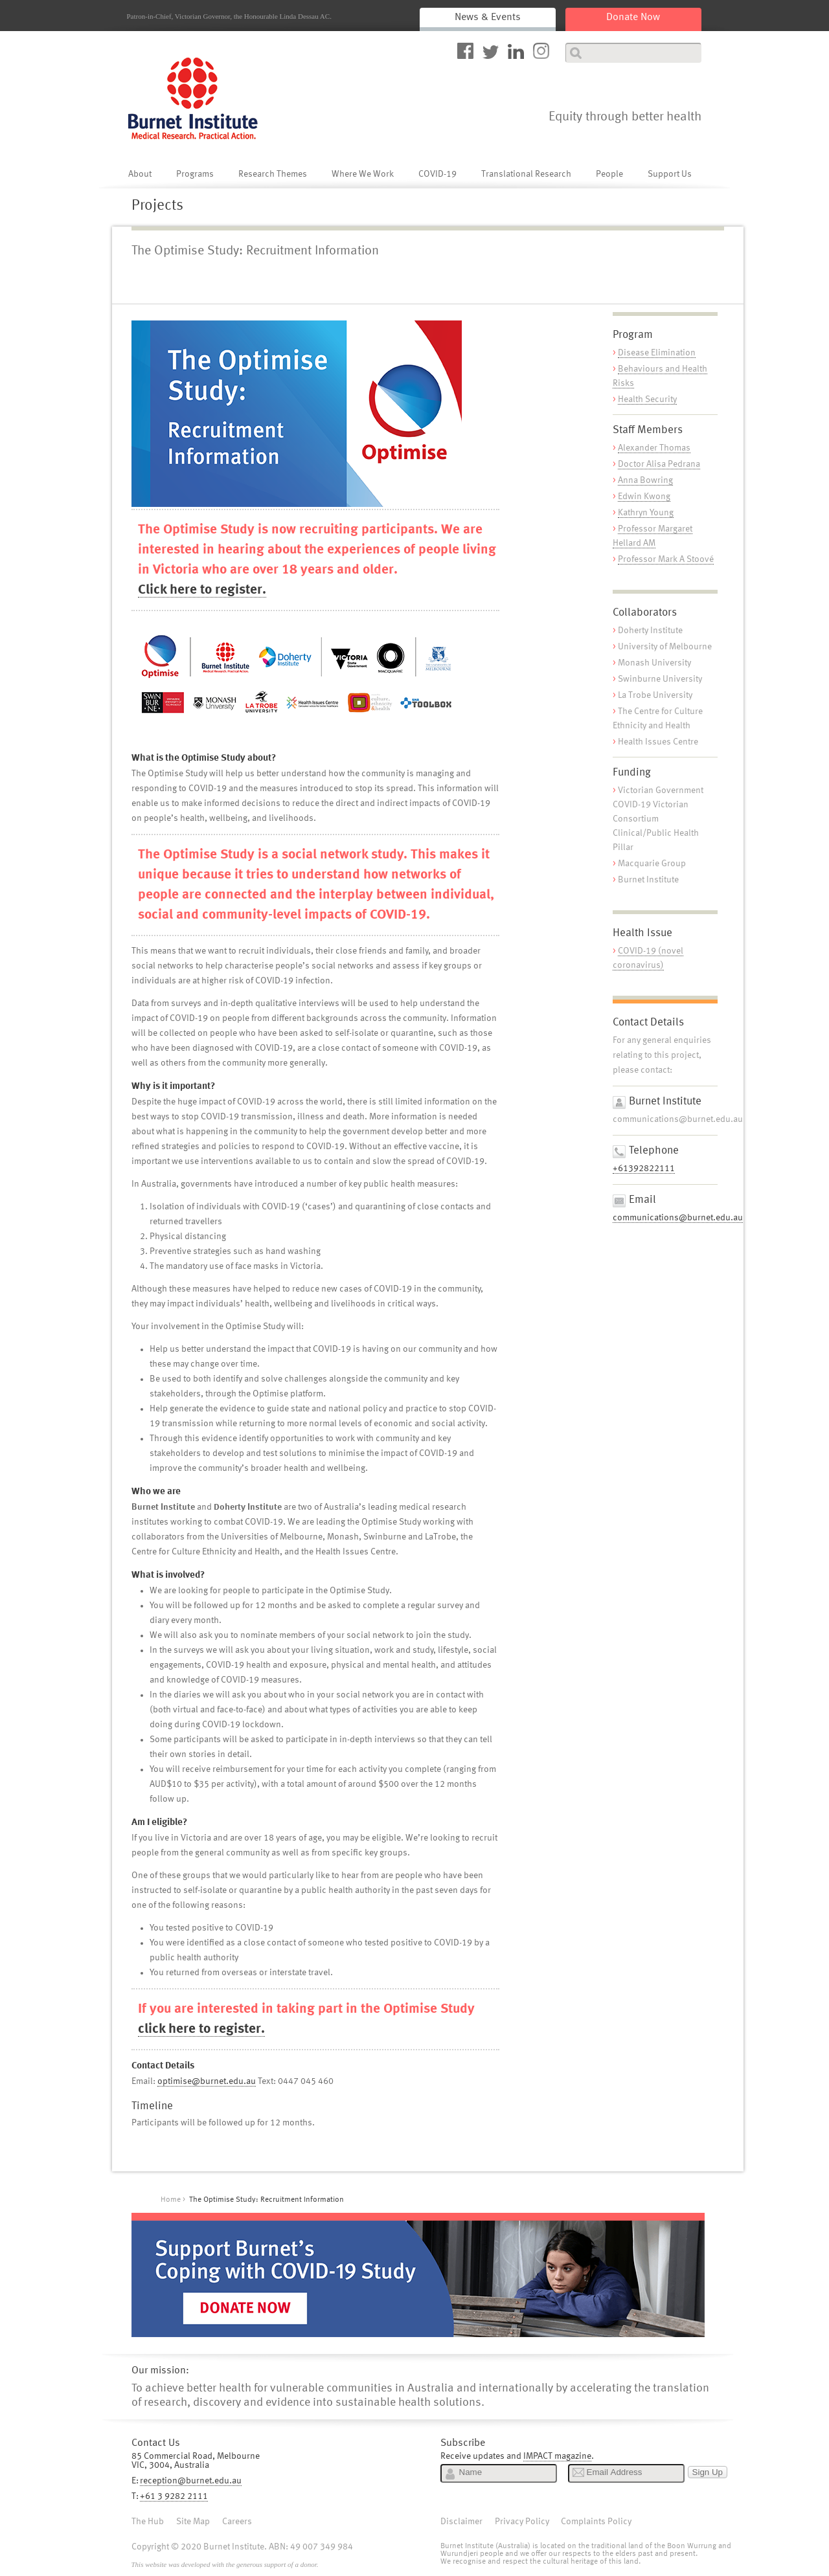 Patron-in-Chief, Victorian Governor, the Honourable Linda Dessau AC.
News & Events
Donate Now
Burnet Institute
Medical Research. Practical Action.
Equity through better health
About
Programs
Research Themes
Where We Work
COVID-19
Translational Research
People
Support Us
Projects
The Optimise Study: Recruitment Information
The Optimise
Study:
Recruitment
Information
Optimise
The Optimise Study is now recruiting participants. We are
interested in hearing about the experiences of people living
in Victoria who are over 18 years and older.
Click here to register.
Optimise
Burnet Institute
Doherty
Institute
VICTORIA
State
Government
MACQUARIE
MELBOURNE
SWIN
BUR
NE
MONASH
University
LA TROBE
UNIVERSITY
Health Issues Centre
THE TOOLBOX
What is the Optimise Study about?
The Optimise Study will help us better understand how the community is managing and
responding to COVID-19 and the measures introduced to stop its spread. This information will
enable us to make informed decisions to reduce the direct and indirect impacts of COVID-19
on people's health, wellbeing, and livelihoods.
The Optimise Study is a social network study. This makes it
unique because it tries to understand how networks of
people are connected and the interplay between individual,
social and community-level impacts of COVID-19.
This means that we want to recruit individuals, their close friends and family, and broader
social networks to help characterise people's social networks and assess if key groups or
individuals are at higher risk of COVID-19 infection.
Data from surveys and in-depth qualitative interviews will be used to help understand the
impact of COVID-19 on people from different backgrounds across the community. Information
will be collected on people who have been asked to self-isolate or quarantine, such as those
who have been diagnosed with COVID-19, are a close contact of someone with COVID-19, as
well as others from the community more generally.
Why is it important?
Despite the huge impact of COVID-19 across the world, there is still limited information on the
best ways to stop COVID-19 transmission, illness and death. More information is needed
about what is happening in the community to help the government develop better and more
refined strategies and policies to respond to COVID-19. Without an effective vaccine, it is
important we use interventions available to us to contain and slow the spread of COVID-19.
In Australia, governments have introduced a number of key public health measures:
1. Isolation of individuals with COVID-19 ('cases') and quarantining of close contacts and
returned travellers
2. Physical distancing
3. Preventive strategies such as hand washing
4. The mandatory use of face masks in Victoria.
Although these measures have helped to reduce new cases of COVID-19 in the community,
they may impact individuals' health, wellbeing and livelihoods in critical ways.
Your involvement in the Optimise Study will:
• Help us better understand the impact that COVID-19 is having on our community and how
these may change over time.
• Be used to both identify and solve challenges alongside the community and key
stakeholders, through the Optimise platform.
• Help generate the evidence to guide state and national policy and practice to stop COVID-
19 transmission while returning to more normal levels of economic and social activity.
• Through this evidence identify opportunities to work with community and key
stakeholders to develop and test solutions to minimise the impact of COVID-19 and
improve the community's broader health and wellbeing.
Who we are
Burnet Institute and Doherty Institute are two of Australia's leading medical research
institutes working to combat COVID-19. We are leading the Optimise Study working with
collaborators from the Universities of Melbourne, Monash, Swinburne and LaTrobe, the
Centre for Culture Ethnicity and Health, and the Health Issues Centre.
What is involved?
• We are looking for people to participate in the Optimise Study.
• You will be followed up for 12 months and be asked to complete a regular survey and
diary every month.
• We will also ask you to nominate members of your social network to join the study.
• In the surveys we will ask you about your living situation, work and study, lifestyle, social
engagements, COVID-19 health and exposure, physical and mental health, and attitudes
and knowledge of COVID-19 measures.
• In the diaries we will ask you about who in your social network you are in contact with
(both virtual and face-to-face) and about what types of activities you are able to keep
doing during COVID-19 lockdown.
• Some participants will be asked to participate in in-depth interviews so that they can tell
their own stories in detail.
• You will receive reimbursement for your time for each activity you complete (ranging from
AUD$10 to $35 per activity), with a total amount of around $500 over the 12 months
follow up.
Am I eligible?
If you live in Victoria and are over 18 years of age, you may be eligible. We're looking to recruit
people from the general community as well as from specific key groups.
One of these groups that we would particularly like to hear from are people who have been
instructed to self-isolate or quarantine by a public health authority in the past seven days for
one of the following reasons:
• You tested positive to COVID-19
• You were identified as a close contact of someone who tested positive to COVID-19 by a
public health authority
• You returned from overseas or interstate travel.
If you are interested in taking part in the Optimise Study
click here to register.
Contact Details
Email: optimise@burnet.edu.au Text: 0447 045 460
Timeline
Participants will be followed up for 12 months.
Program
› Disease Elimination
› Behaviours and Health
Risks
› Health Security
Staff Members
› Alexander Thomas
› Doctor Alisa Pedrana
› Anna Bowring
› Edwin Kwong
› Kathryn Young
› Professor Margaret
Hellard AM
› Professor Mark A Stoové
Collaborators
› Doherty Institute
› University of Melbourne
› Monash University
› Swinburne University
› La Trobe University
› The Centre for Culture
Ethnicity and Health
› Health Issues Centre
Funding
› Victorian Government
COVID-19 Victorian
Consortium
Clinical/Public Health
Pillar
› Macquarie Group
› Burnet Institute
Health Issue
› COVID-19 (novel
coronavirus)
Contact Details
For any general enquiries
relating to this project,
please contact:
Burnet Institute
communications@burnet.edu.au
Telephone
+61392822111
Email
communications@burnet.edu.au
Home › The Optimise Study: Recruitment Information
Support Burnet's
Coping with COVID-19 Study
DONATE NOW
Our mission:
To achieve better health for vulnerable communities in Australia and internationally by accelerating the translation
of research, discovery and evidence into sustainable health solutions.
Contact Us
85 Commercial Road, Melbourne
VIC, 3004, Australia
E: reception@burnet.edu.au
T: +61 3 9282 2111
Subscribe
Receive updates and IMPACT magazine.
Name
Email Address
Sign Up
The Hub
Site Map
Careers
Disclaimer
Privacy Policy
Complaints Policy
Copyright © 2020 Burnet Institute. ABN: 49 007 349 984
This website was developed with the generous support of a donor.
Burnet Institute (Australia) is located on the traditional land of the Boon Wurrung and
Wurundjeri people and we offer our respects to the elders past and present.
We recognise and respect the cultural heritage of this land.